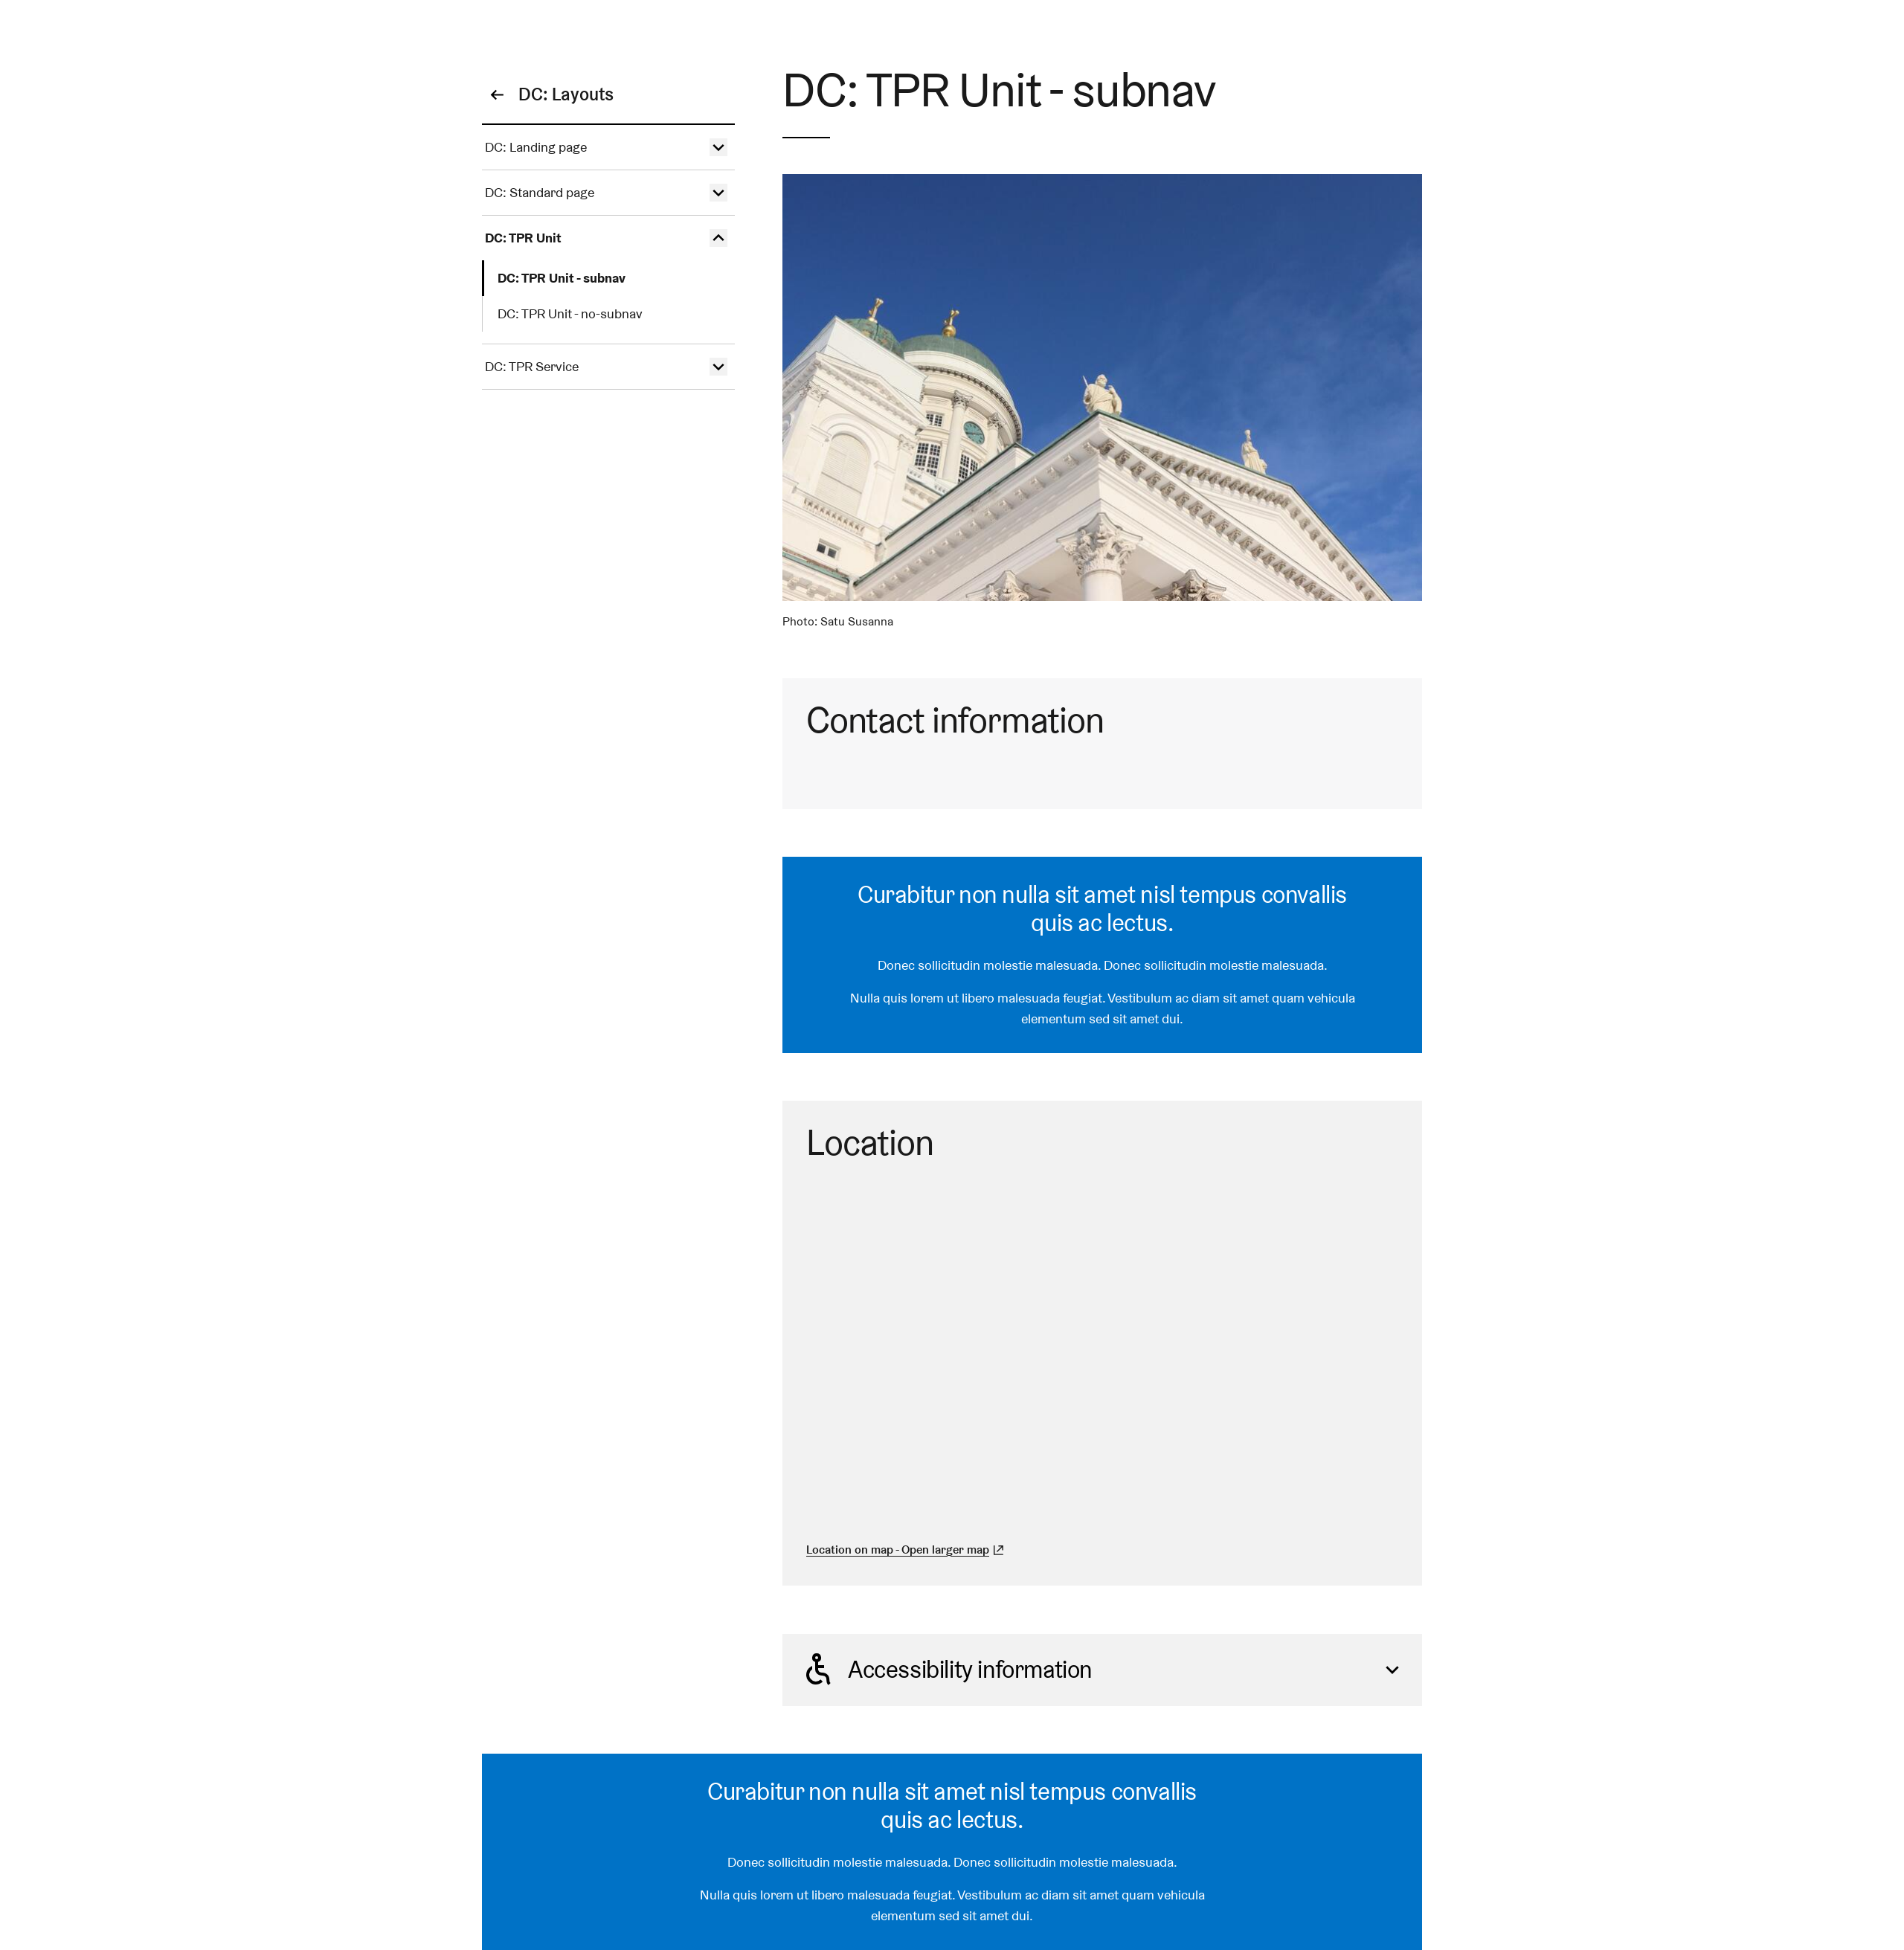 DC: Layouts
DC: Landing page
DC: Standard page
DC: TPR Unit
DC: TPR Unit - subnav
DC: TPR Unit - no-subnav
DC: TPR Service
DC: TPR Unit - subnav
Photo: Satu Susanna
Contact information
Curabitur non nulla sit amet nisl tempus convallis
quis ac lectus.
Donec sollicitudin molestie malesuada. Donec sollicitudin molestie malesuada.
Nulla quis lorem ut libero malesuada feugiat. Vestibulum ac diam sit amet quam vehicula
elementum sed sit amet dui.
Location
Location on map - Open larger map
Accessibility information
Curabitur non nulla sit amet nisl tempus convallis
quis ac lectus.
Donec sollicitudin molestie malesuada. Donec sollicitudin molestie malesuada.
Nulla quis lorem ut libero malesuada feugiat. Vestibulum ac diam sit amet quam vehicula
elementum sed sit amet dui.